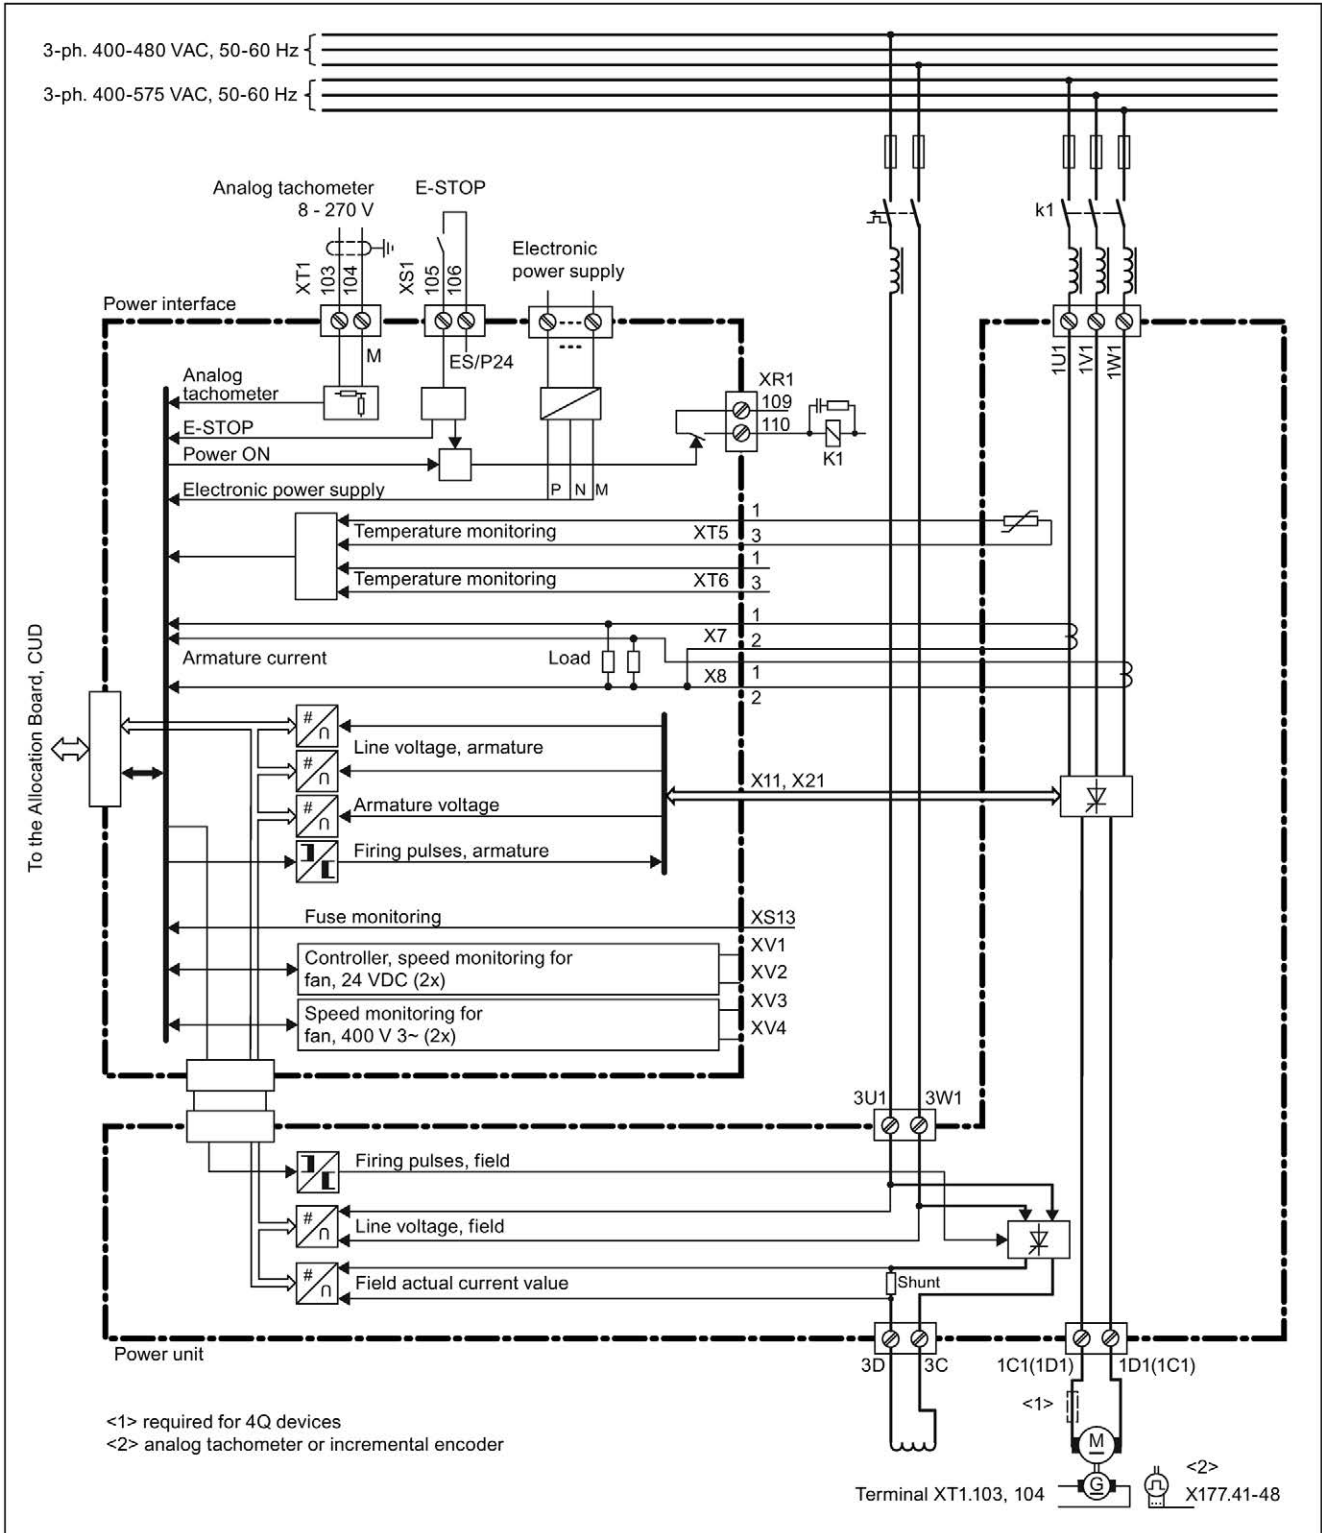 3-ph. 400-480 VAC, 50-60 Hz
3-ph. 400-575 VAC, 50-60 Hz
Analog tachometer
8 - 270 V
E-STOP
Electronic
power supply
k1
XT1
103
104
XS1
105
106
Power interface
M
ES/P24
1U1
1V1
1W1
Analog
tachometer
XR1
109
110
K1
E-STOP
Power ON
Electronic power supply
P
N
M
1
Temperature monitoring
XT5
3
1
Temperature monitoring
XT6
3
1
X7
2
Armature current
Load
X8
1
2
To the Allocation Board, CUD
#
∩
Line voltage, armature
#
∩
X11, X21
#
∩
Armature voltage
Firing pulses, armature
Fuse monitoring
XS13
XV1
Controller, speed monitoring for
fan, 24 VDC (2x)
XV2
XV3
Speed monitoring for
fan, 400 V 3~ (2x)
XV4
3U1
3W1
Firing pulses, field
#
∩
Line voltage, field
#
∩
Field actual current value
Shunt
Power unit
3D
3C
1C1(1D1)
1D1(1C1)
<1>
<1> required for 4Q devices
<2> analog tachometer or incremental encoder
M
G
<2>
Terminal XT1.103, 104
X177.41-48